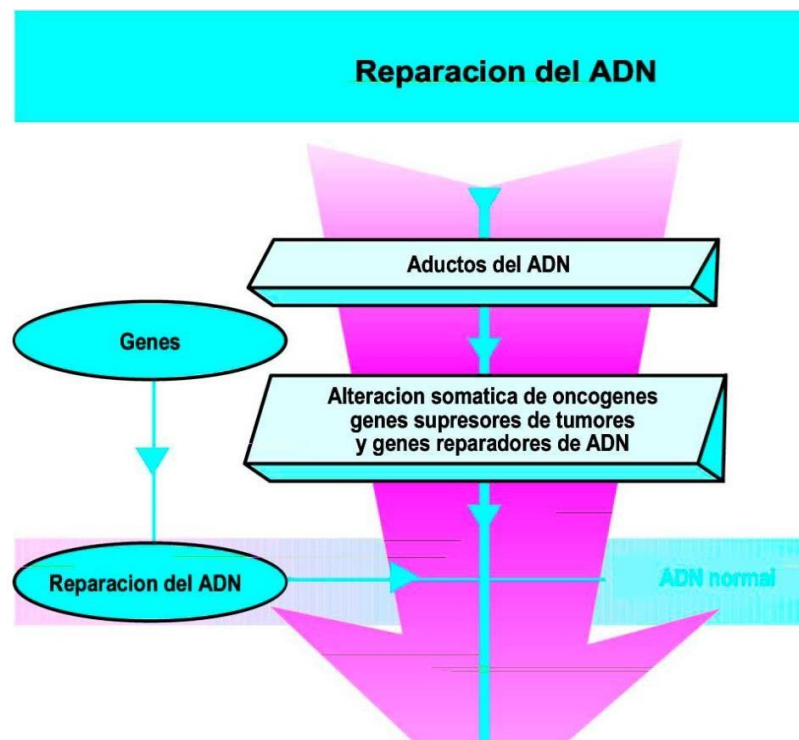 Reparacion del ADN
Aductos del ADN
Genes
Alteracion somatica de oncogenes
genes supresores de tumores
y genes reparadores de ADN
Reparacion del ADN
ADN normal